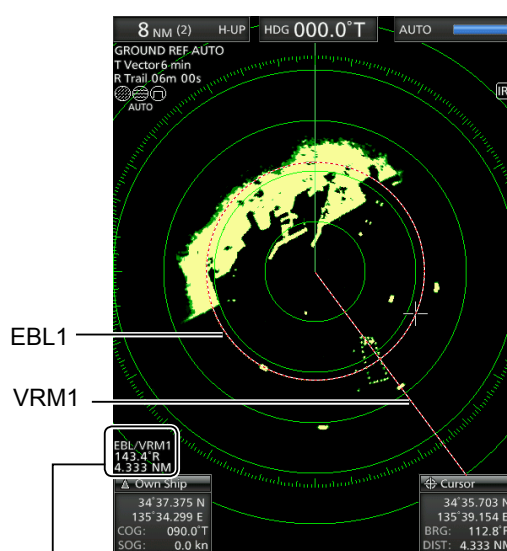 8 NM (2) H-UP HDG 000.0°T AUTO
GROUND REF AUTO
T Vector 6 min
R Trail 06m 00s
AUTO
IR
EBL1
VRM1
EBL/VRM1
143.4°R
4.333 NM
Own Ship
34°37.375 N
135°34.299 E
COG: 090.0°T
SOG: 0.0 kn
Cursor
34°35.703 N
135°39.154 E
BRG: 112.8°R
DIST: 4.333 NM